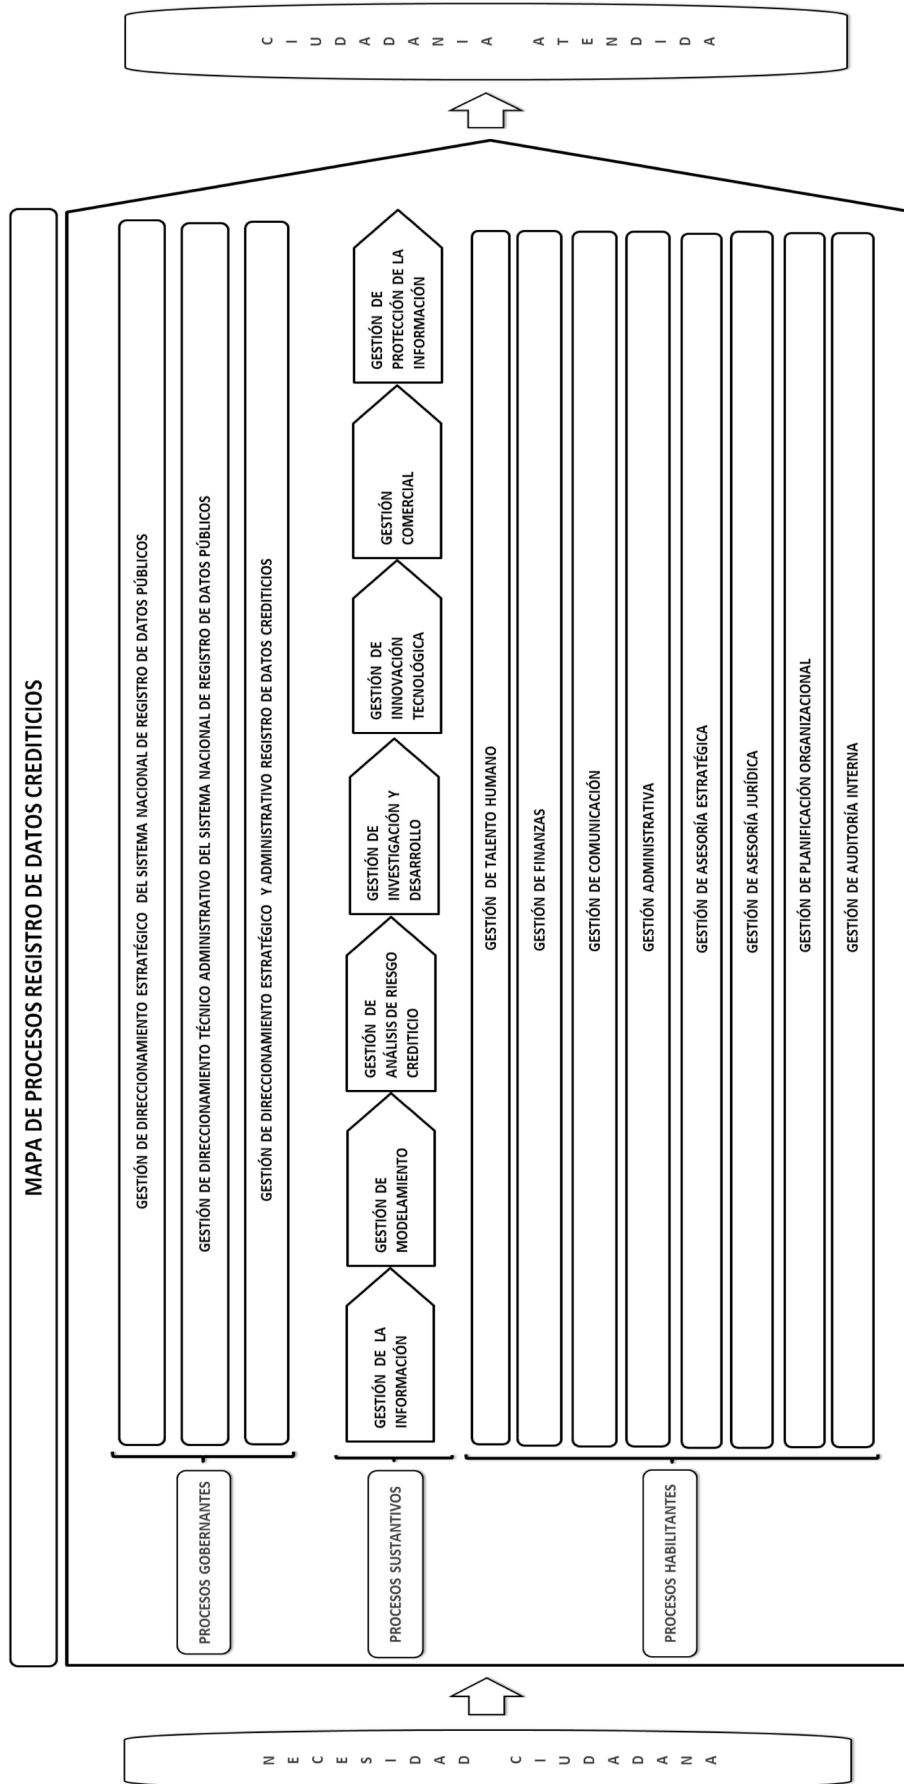 MAPA DE PROCESOS REGISTRO DE DATOS CREDITICIOS
NECESIDAD CIUDADANA
PROCESOS GOBERNANTES
GESTIÓN DE DIRECCIONAMIENTO ESTRATÉGICO DEL SISTEMA NACIONAL DE REGISTRO DE DATOS PÚBLICOS
GESTIÓN DE DIRECCIONAMIENTO TÉCNICO ADMINISTRATIVO DEL SISTEMA NACIONAL DE REGISTRO DE DATOS PÚBLICOS
GESTIÓN DE DIRECCIONAMIENTO ESTRATÉGICO Y ADMINISTRATIVO REGISTRO DE DATOS CREDITICIOS
PROCESOS SUSTANTIVOS
GESTIÓN DE LA
INFORMACIÓN
GESTIÓN DE
MODELAMIENTO
GESTIÓN DE
ANÁLISIS DE RIESGO
CREDITICIO
GESTIÓN DE
INVESTIGACIÓN Y
DESARROLLO
GESTIÓN DE
INNOVACIÓN
TECNOLÓGICA
GESTIÓN
COMERCIAL
GESTIÓN DE
PROTECCIÓN DE LA
INFORMACIÓN
PROCESOS HABILITANTES
GESTIÓN DE TALENTO HUMANO
GESTIÓN DE FINANZAS
GESTIÓN DE COMUNICACIÓN
GESTIÓN ADMINISTRATIVA
GESTIÓN DE ASESORÍA ESTRATÉGICA
GESTIÓN DE ASESORÍA JURÍDICA
GESTIÓN DE PLANIFICACIÓN ORGANIZACIONAL
GESTIÓN DE AUDITORÍA INTERNA
CIUDADANIA ATENDIDA